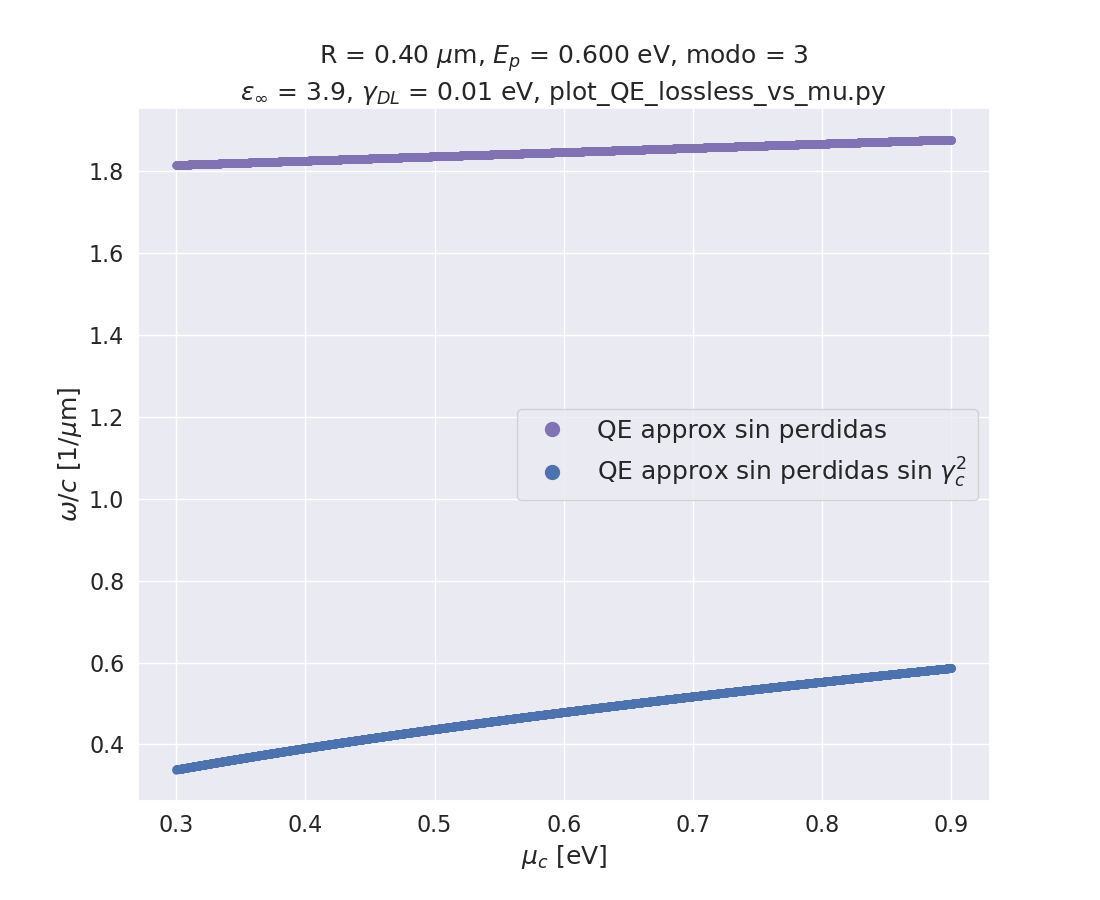 R = 0.40 μm, E_p = 0.600 eV, modo = 3
ε_∞ = 3.9, γ_DL = 0.01 eV, plot_QE_lossless_vs_mu.py
1.8
1.6
1.4
1.2
1.0
0.8
0.6
0.4
ω/c [1/μm]
QE approx sin perdidas
QE approx sin perdidas sin γ_c^2
0.3 0.4 0.5 0.6 0.7 0.8 0.9
μ_c [eV]